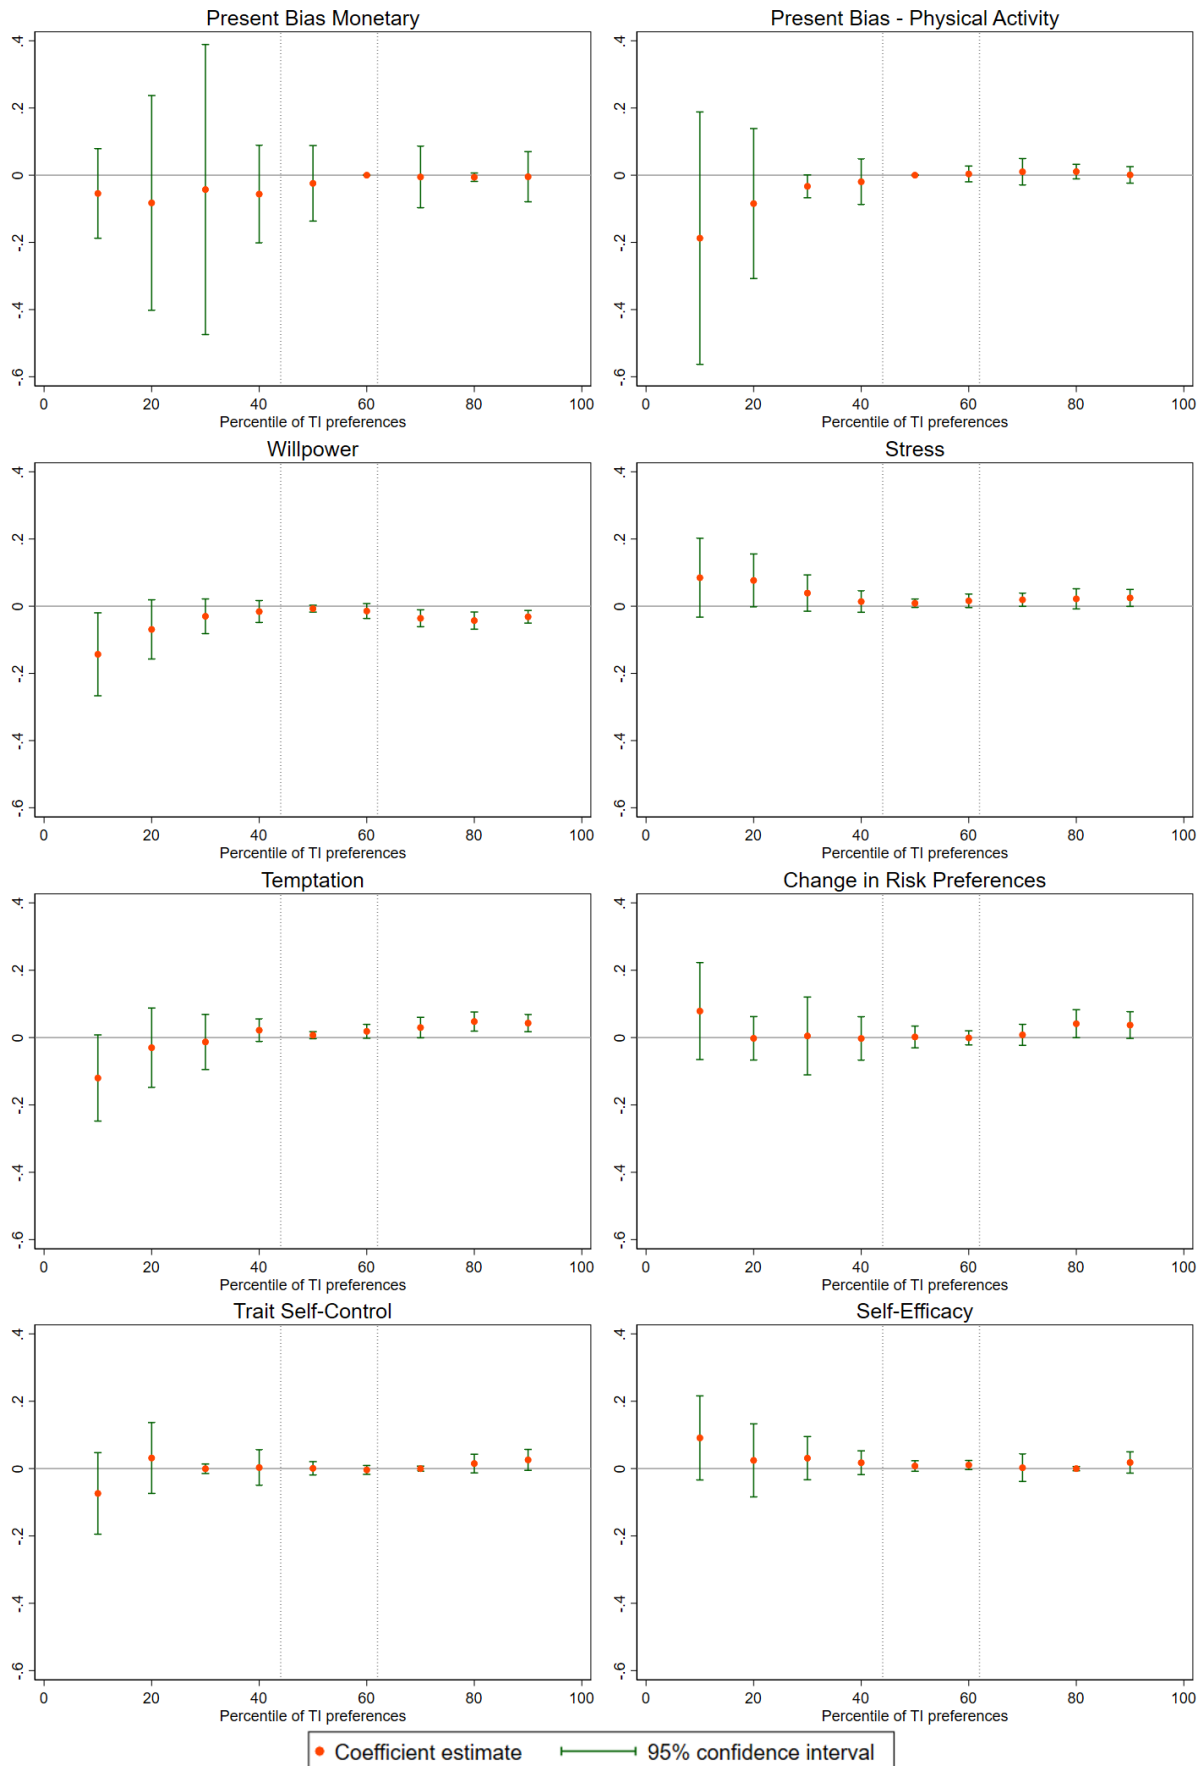 Present Bias Monetary
.4
.2
0
-.2
-.4
-.6
0 20 40 60 80 100
Percentile of TI preferences
Present Bias - Physical Activity
.4
.2
0
-.2
-.4
-.6
0 20 40 60 80 100
Percentile of TI preferences
Willpower
.4
.2
0
-.2
-.4
-.6
0 20 40 60 80 100
Percentile of TI preferences
Stress
.4
.2
0
-.2
-.4
-.6
0 20 40 60 80 100
Percentile of TI preferences
Temptation
.4
.2
0
-.2
-.4
-.6
0 20 40 60 80 100
Percentile of TI preferences
Change in Risk Preferences
.4
.2
0
-.2
-.4
-.6
0 20 40 60 80 100
Percentile of TI preferences
Trait Self-Control
.4
.2
0
-.2
-.4
-.6
0 20 40 60 80 100
Percentile of TI preferences
Self-Efficacy
.4
.2
0
-.2
-.4
-.6
0 20 40 60 80 100
Percentile of TI preferences
Coefficient estimate 95% confidence interval